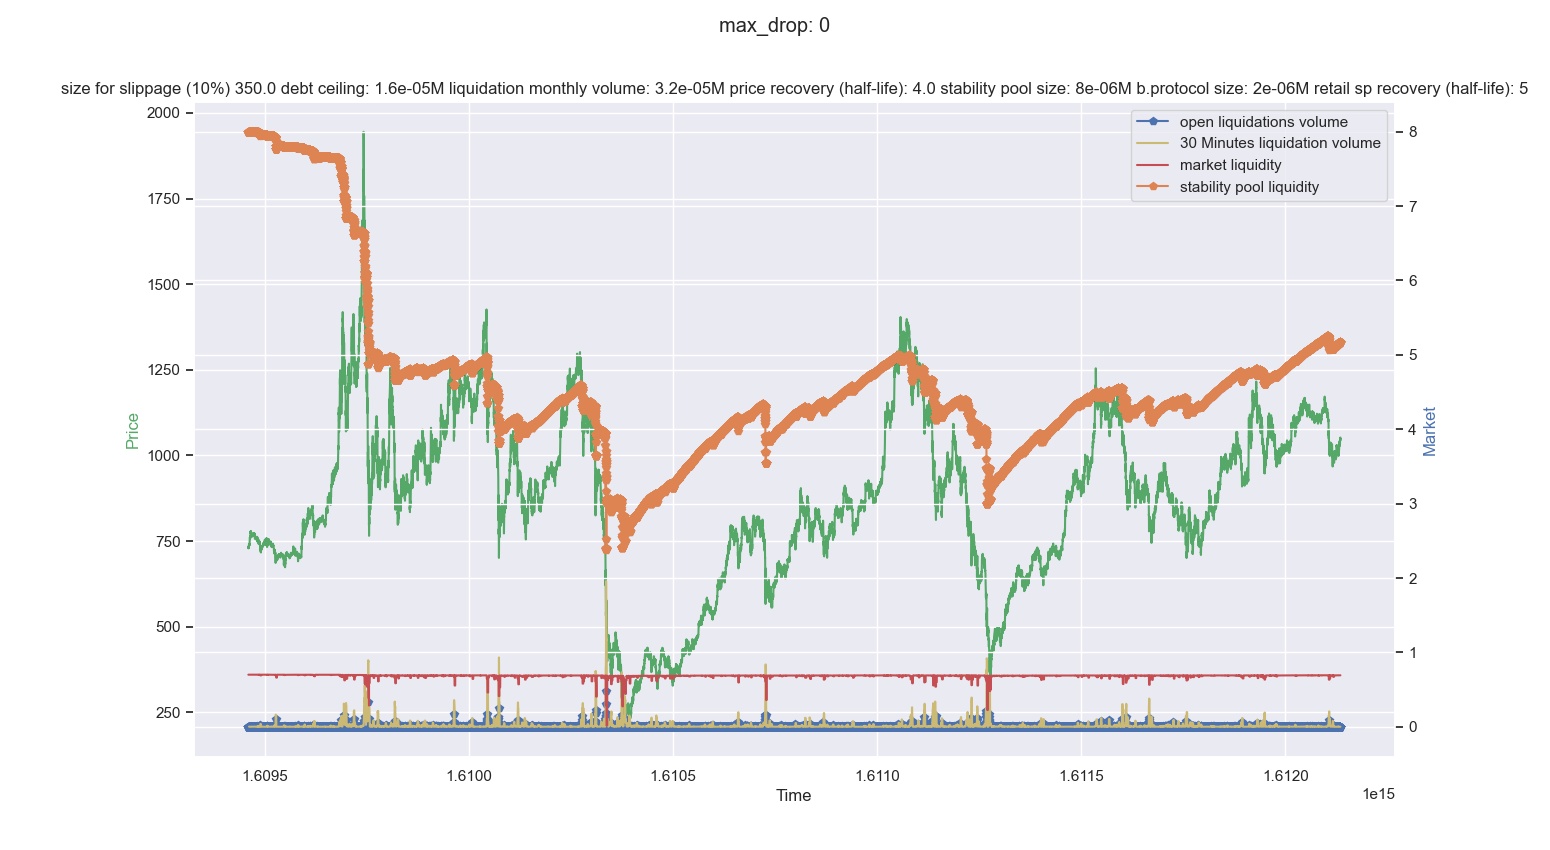 max_drop: 0
size for slippage (10%) 350.0 debt ceiling: 1.6e-05M liquidation monthly volume: 3.2e-05M price recovery (half-life): 4.0 stability pool size: 8e-06M b.protocol size: 2e-06M retail sp recovery (half-life): 5
open liquidations volume
30 Minutes liquidation volume
market liquidity
stability pool liquidity
2000
1750
1500
1250
1000
750
500
250
Price
8
7
6
5
4
3
2
1
0
Market
1.6095
1.6100
1.6105
1.6110
1.6115
1.6120
Time
1e15